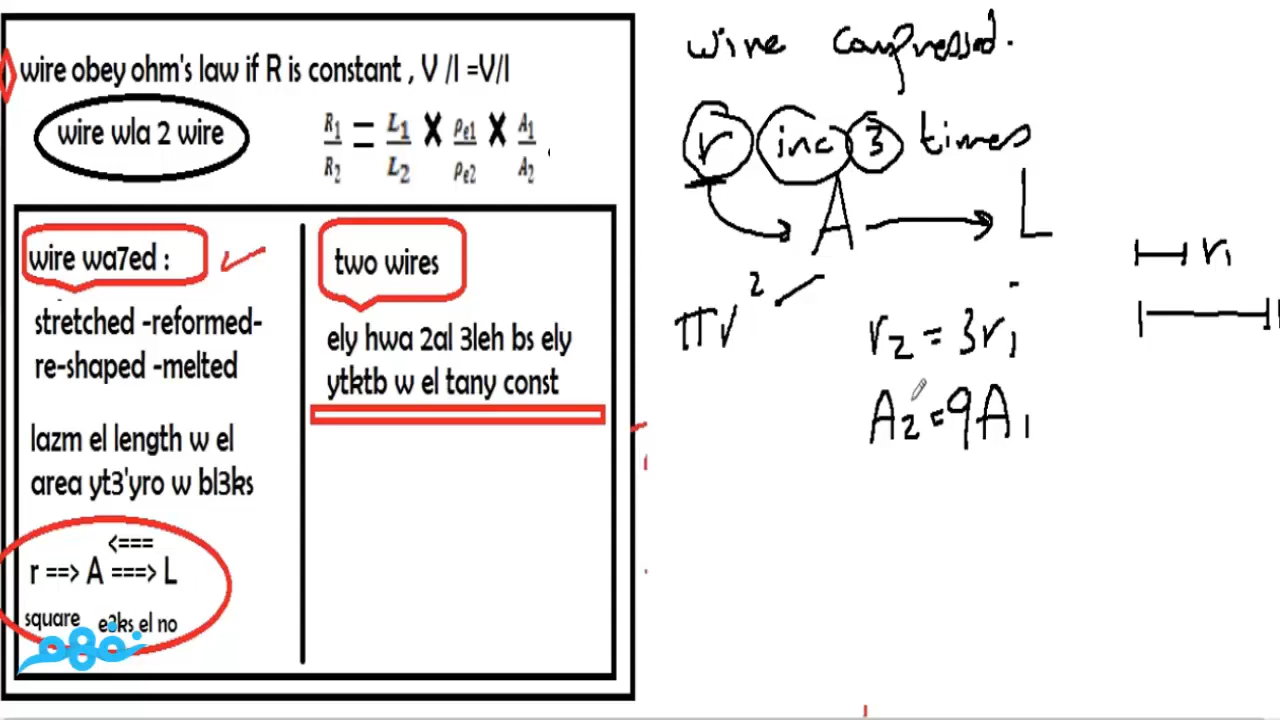 wire obey ohm's law if R is constant , V /I =V/I
wire wla 2 wire
R1/R2 = L1/L2 × ρe1/ρe2 × A1/A2 .
wire wa7ed :
stretched -reformed-
re-shaped -melted
lazm el length w el
area yt3'yro w bl3ks
<===
r ==> A ===> L
square e3ks el no
two wires
ely hwa 2al 3leh bs ely
ytktb w el tany const
wire compressed.
r inc 3 times
A L
πr²
r1
r2 = 3r1
A2 = 9A1
نفهم